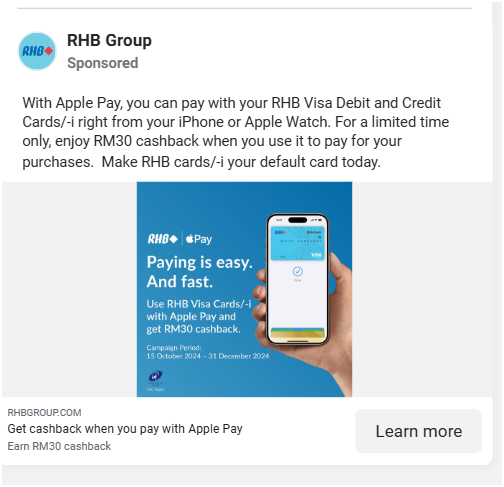 RHB Group
RHB
Sponsored
With Apple Pay, you can pay with your RHB Visa Debit and Credit
Cards/-i right from your iPhone or Apple Watch. For a limited time
only, enjoy RM30 cashback when you use it to pay for your
purchases. Make RHB cards/-i your default card today.
RHB Pay
Paying is easy.
And fast.
Use RHB Visa Cards/-i
with Apple Pay and
get RM30 cashback.
Campaign Period:
15 October 2024 – 31 December 2024
RHB
VISA
Done
RHBGROUP.COM
Get cashback when you pay with Apple Pay
Earn RM30 cashback
Learn more